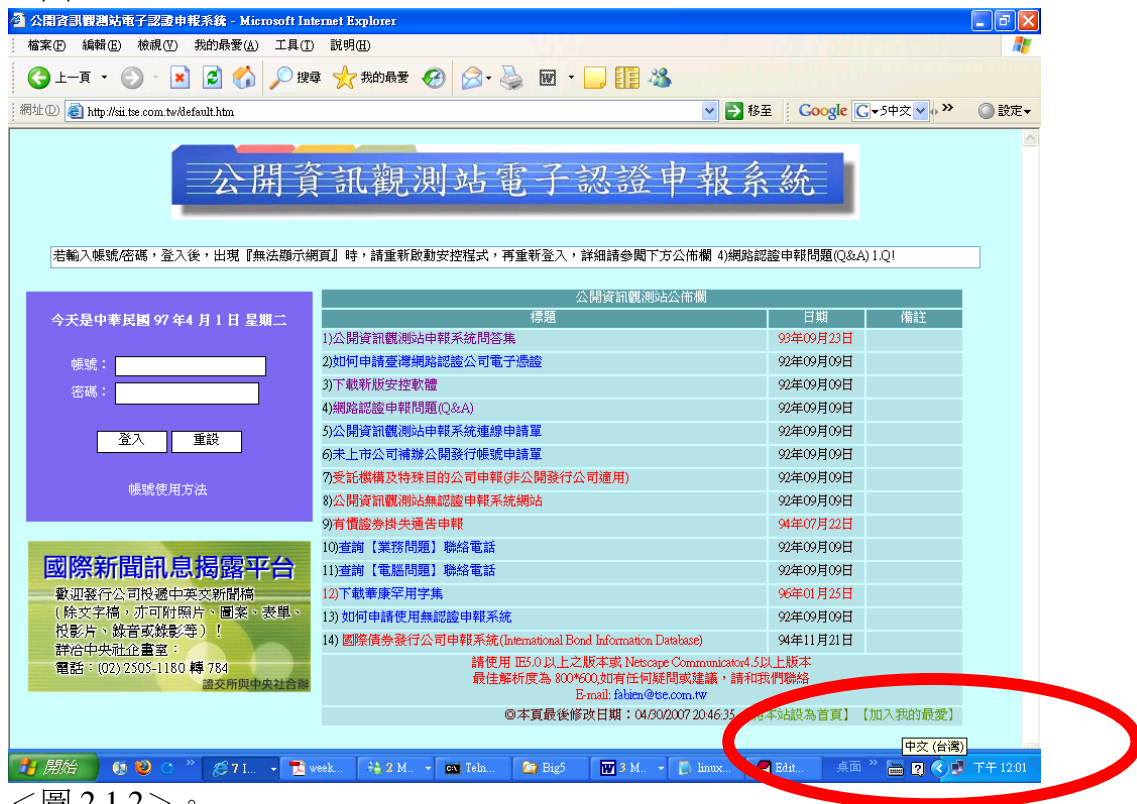 公開資訊觀測站電子認證申報系統 - Microsoft Internet Explorer
檔案(F) 編輯(E) 檢視(V) 我的最愛(A) 工具(T) 說明(H)
上一頁 搜尋 我的最愛
網址(D) http://sii.tse.com.tw/default.htm 移至 Google G 5中文 » 設定
公開資訊觀測站電子認證申報系統
若輸入帳號/密碼,登入後,出現『無法顯示網頁』時,請重新啟動安控程式,再重新登入,詳細請參閱下方公佈欄 4)網路認證申報問題(Q&A) 1.Q!
今天是中華民國 97 年4 月 1 日 星期二
帳號:
密碼:
登入 重設
帳號使用方法
國際新聞訊息揭露平台
歡迎發行公司投遞中英文新聞稿
(除文字稿,亦可附照片、圖案、表單、
投影片、錄音或錄影等)!
詳洽中央社企畫室:
電話:(02) 2505-1180 轉 784
證交所與中央社合辦
公開資訊觀測站公佈欄
標題 日期 備註
1)公開資訊觀測站申報系統問答集 93年09月23日
2)如何申請臺灣網路認證公司電子憑證 92年09月09日
3)下載新版安控軟體 92年09月09日
4)網路認證申報問題(Q&A) 92年09月09日
5)公開資訊觀測站申報系統連線申請單 92年09月09日
6)未上市公司補辦公開發行帳號申請單 92年09月09日
7)受託機構及特殊目的公司申報(非公開發行公司適用) 92年09月09日
8)公開資訊觀測站無認證申報系統網站 92年09月09日
9)有價證券掛失通告申報 94年07月22日
10)查詢【業務問題】聯絡電話 92年09月09日
11)查詢【電腦問題】聯絡電話 92年09月09日
12)下載華康罕用字集 96年01月25日
13) 如何申請使用無認證申報系統 92年09月09日
14) 國際債券發行公司申報系統(International Bond Information Database) 94年11月21日
請使用 IE5.0 以上之版本或 Netscape Communicator4.5以上版本
最佳解析度為 800*600,如有任何疑問或建議,請和我們聯絡
E-mail: fabien@tse.com.tw
◎本頁最後修改日期:04/30/2007 20:46:35 本站設為首頁】【加入我的最愛】
中文 (台灣)
開始 » 7 I... week... 2 M... Teln... Big5 3 M... linux... Edit... 桌面 » 下午 12:01
<圖 2.1.2>。